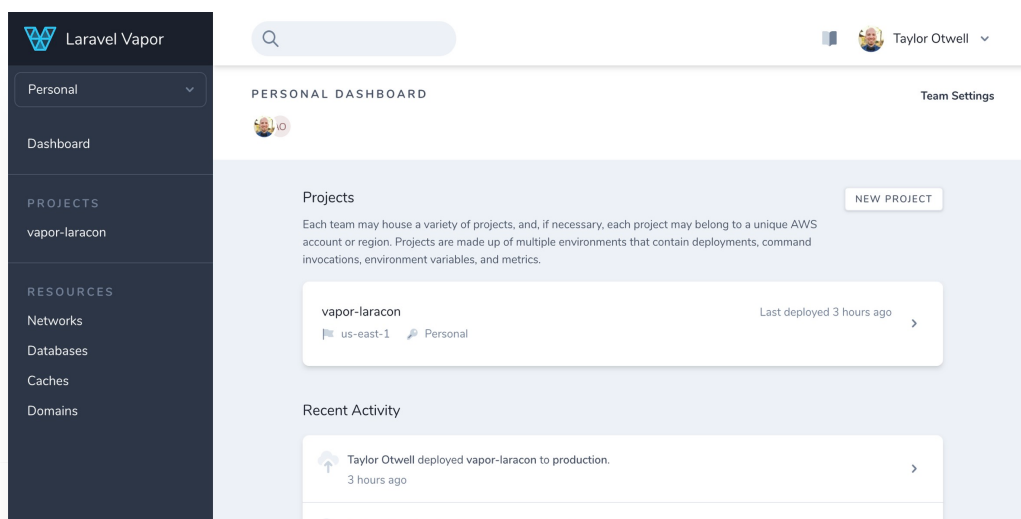 Laravel Vapor
Taylor Otwell
Personal
Dashboard
PROJECTS
vapor-laracon
RESOURCES
Networks
Databases
Caches
Domains
PERSONAL DASHBOARD
Team Settings
Projects
NEW PROJECT
Each team may house a variety of projects, and, if necessary, each project may belong to a unique AWS
account or region. Projects are made up of multiple environments that contain deployments, command
invocations, environment variables, and metrics.
vapor-laracon
Last deployed 3 hours ago
us-east-1 Personal
Recent Activity
Taylor Otwell deployed vapor-laracon to production.
3 hours ago